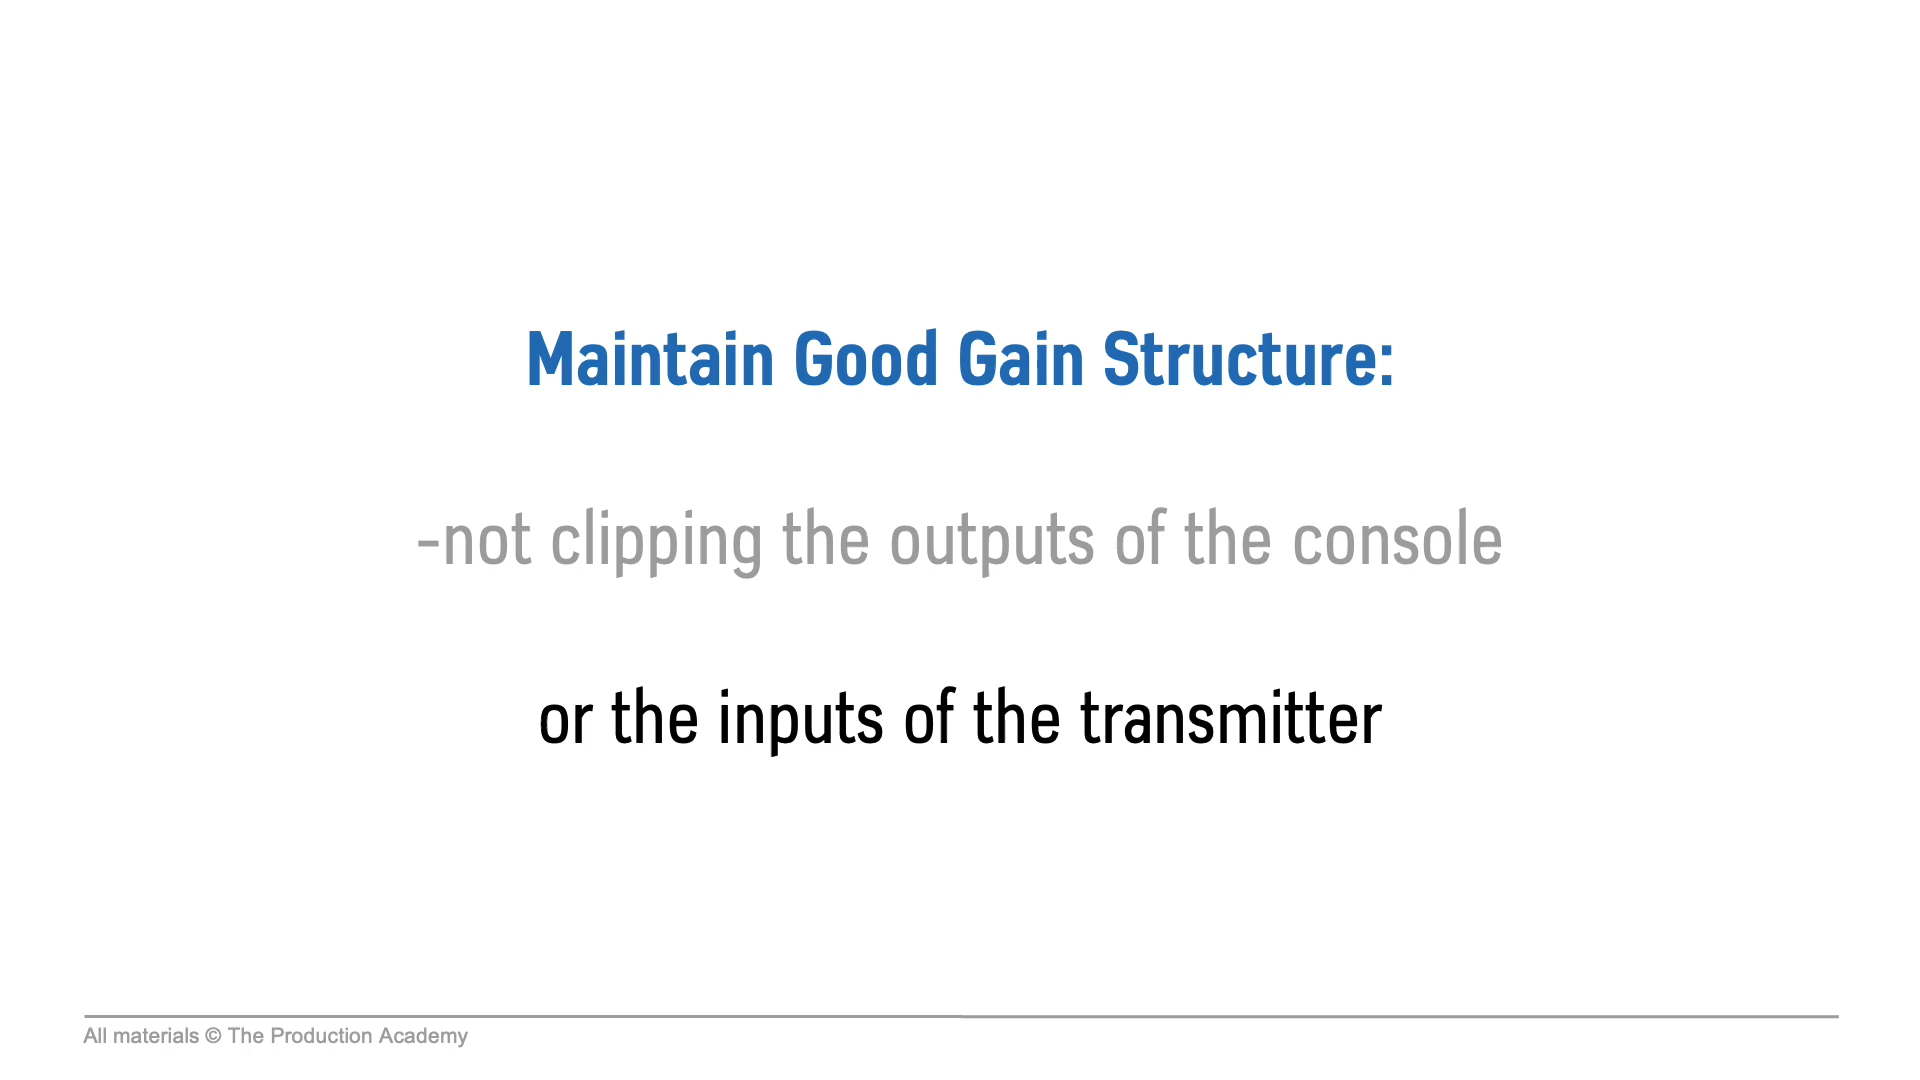 Maintain Good Gain Structure:
-not clipping the outputs of the console
or the inputs of the transmitter
All materials © The Production Academy